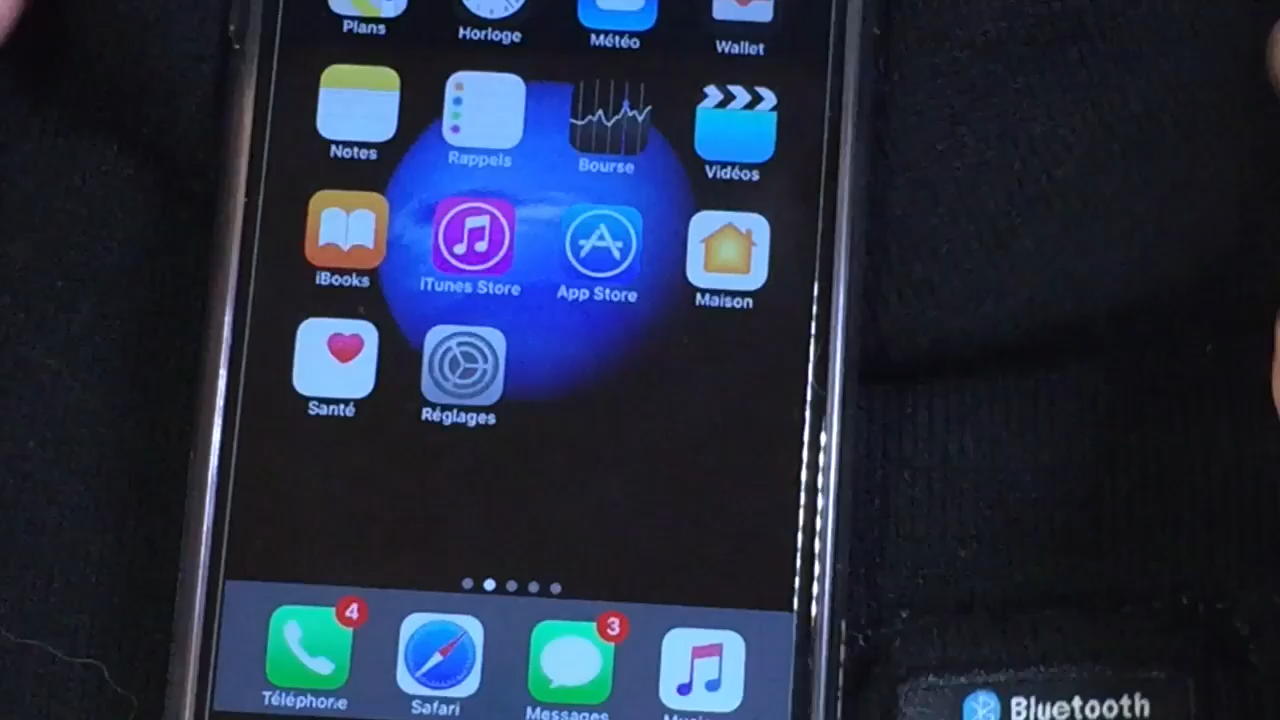 Plans Horloge Météo Wallet
Notes Rappels Bourse Vidéos
iBooks iTunes Store App Store Maison
Santé Réglages
4 3
Téléphone Safari Messages
Bluetooth